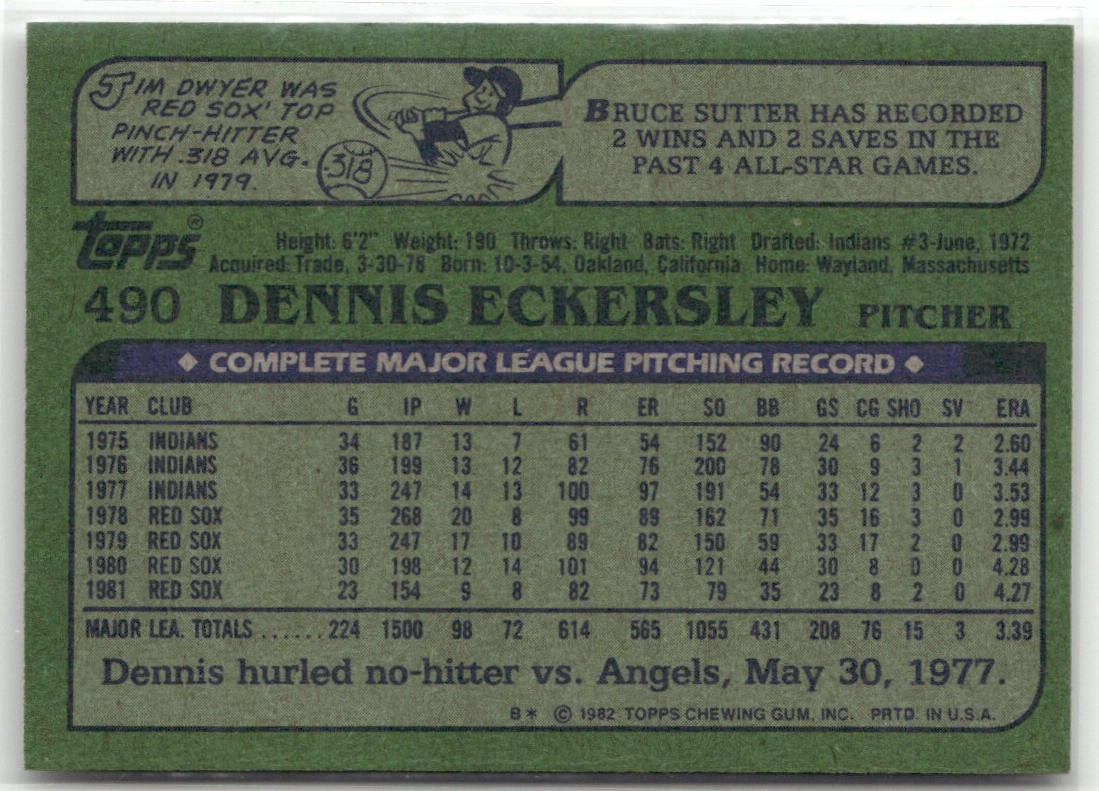 JIM DWYER WAS
RED SOX' TOP
PINCH-HITTER
WITH .318 AVG.
IN 1979.
.318
BRUCE SUTTER HAS RECORDED
2 WINS AND 2 SAVES IN THE
PAST 4 ALL-STAR GAMES.
topps®
Height: 6'2" Weight: 190 Throws: Right Bats: Right Drafted: Indians #3-June, 1972
Acquired: Trade, 3-30-78 Born: 10-3-54, Oakland, California Home: Wayland, Massachusetts
490 DENNIS ECKERSLEY PITCHER
◆ COMPLETE MAJOR LEAGUE PITCHING RECORD ◆
YEAR CLUB G IP W L R ER SO BB GS CG SHO SV ERA
1975 INDIANS 34 187 13 7 61 54 152 90 24 6 2 2 2.60
1976 INDIANS 36 199 13 12 82 76 200 78 30 9 3 1 3.44
1977 INDIANS 33 247 14 13 100 97 191 54 33 12 3 0 3.53
1978 RED SOX 35 268 20 8 99 89 162 71 35 16 3 0 2.99
1979 RED SOX 33 247 17 10 89 82 150 59 33 17 2 0 2.99
1980 RED SOX 30 198 12 14 101 94 121 44 30 8 0 0 4.28
1981 RED SOX 23 154 9 8 82 73 79 35 23 8 2 0 4.27
MAJOR LEA. TOTALS ...... 224 1500 98 72 614 565 1055 431 208 76 15 3 3.39
Dennis hurled no-hitter vs. Angels, May 30, 1977.
B* © 1982 TOPPS CHEWING GUM, INC. PRTD. IN U.S.A.